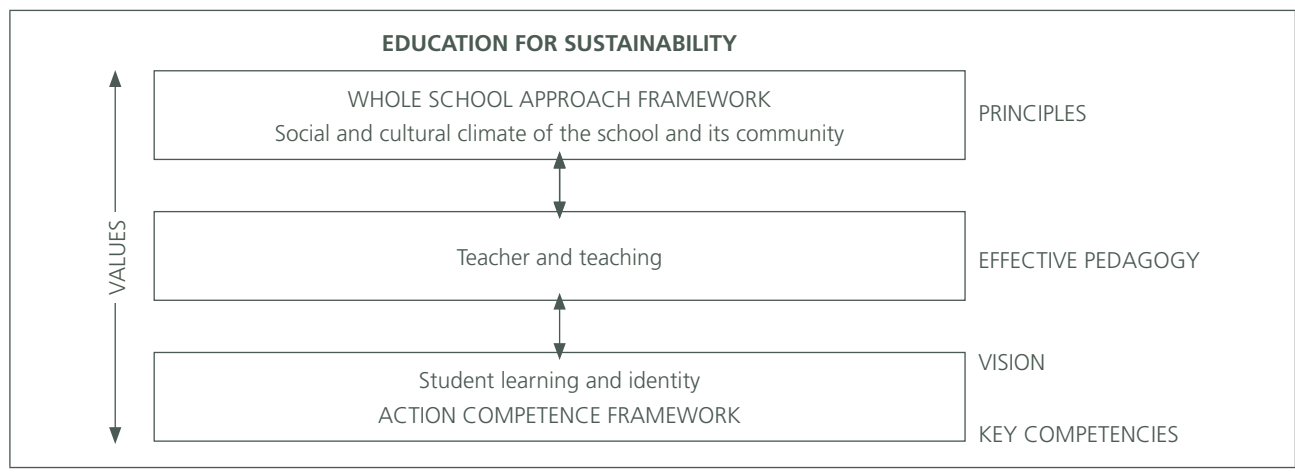 EDUCATION FOR SUSTAINABILITY
WHOLE SCHOOL APPROACH FRAMEWORK
Social and cultural climate of the school and its community
PRINCIPLES
VALUES
Teacher and teaching
EFFECTIVE PEDAGOGY
Student learning and identity
ACTION COMPETENCE FRAMEWORK
VISION
KEY COMPETENCIES